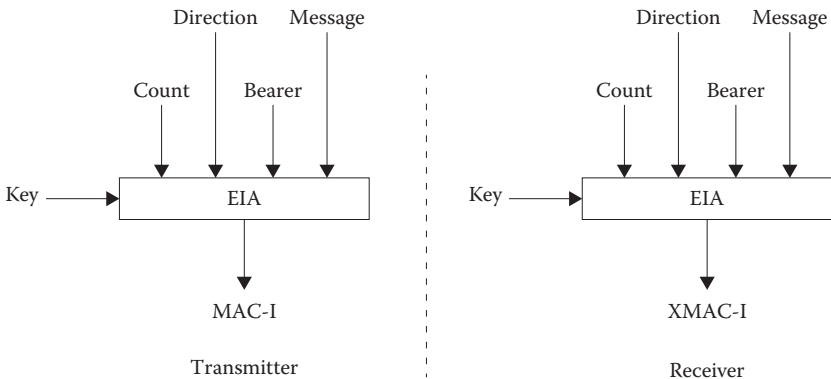 Direction Message Direction Message
Count Bearer Count Bearer
Key EIA Key EIA
MAC-I XMAC-I
Transmitter Receiver